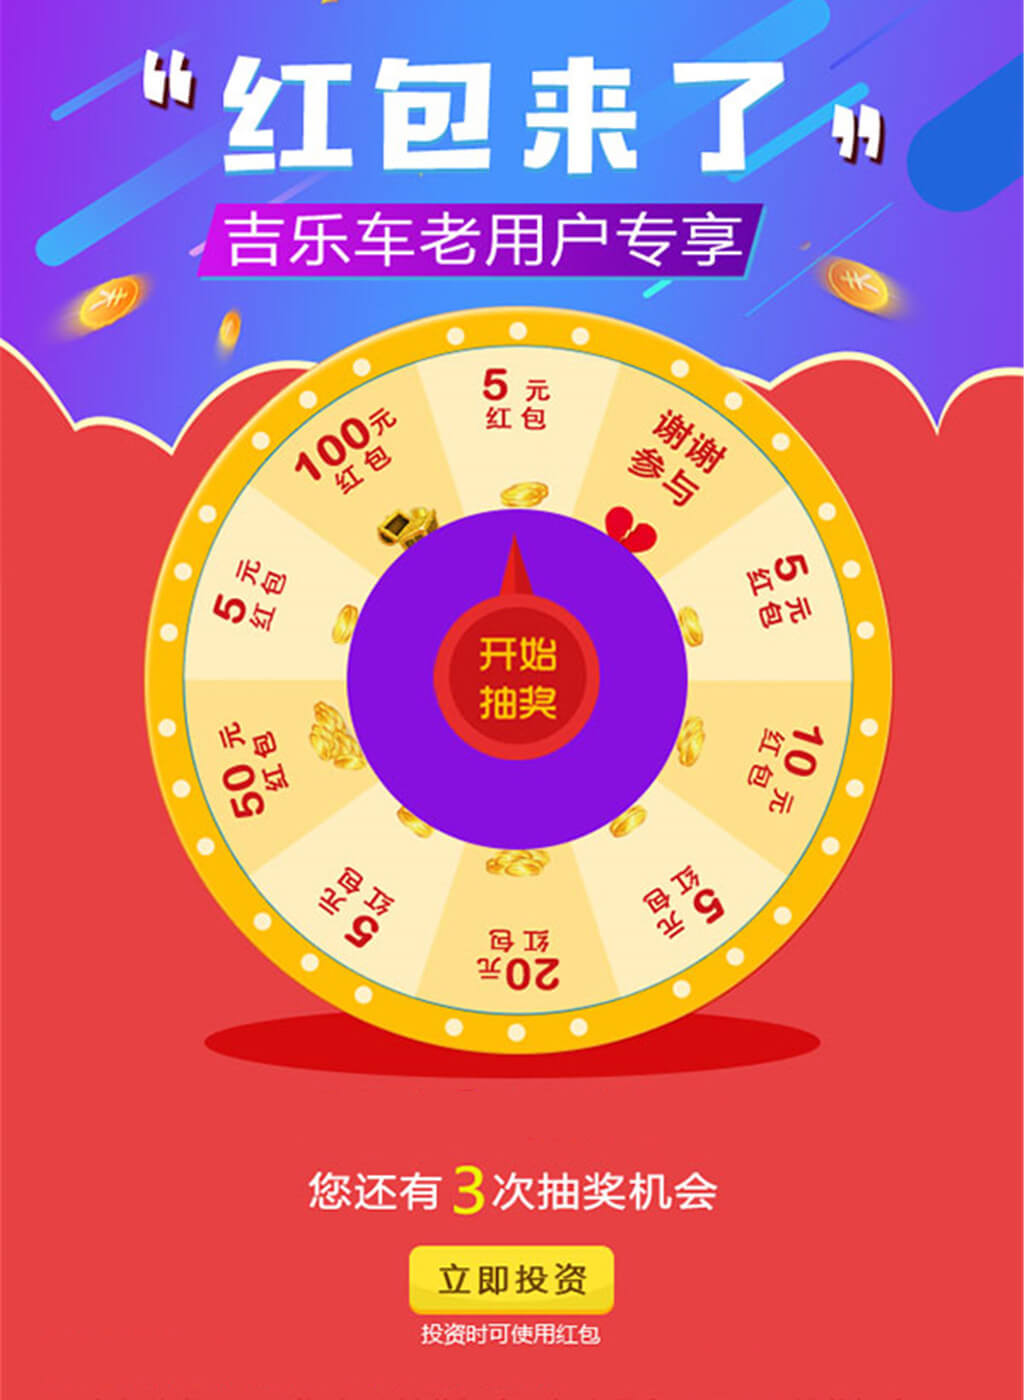 “红包来了”
吉乐车老用户专享
5元
红包
谢谢
参与
5元
红包
10元
红包
5元
红包
20元
红包
5元
红包
50元
红包
5元
红包
100元
红包
开始
抽奖
您还有3次抽奖机会
立即投资
投资时可使用红包